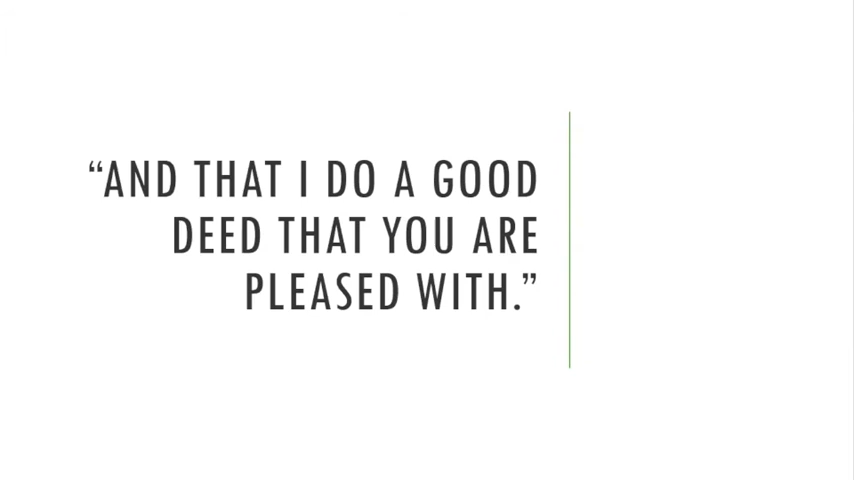 “AND THAT I DO A GOOD
DEED THAT YOU ARE
PLEASED WITH.”